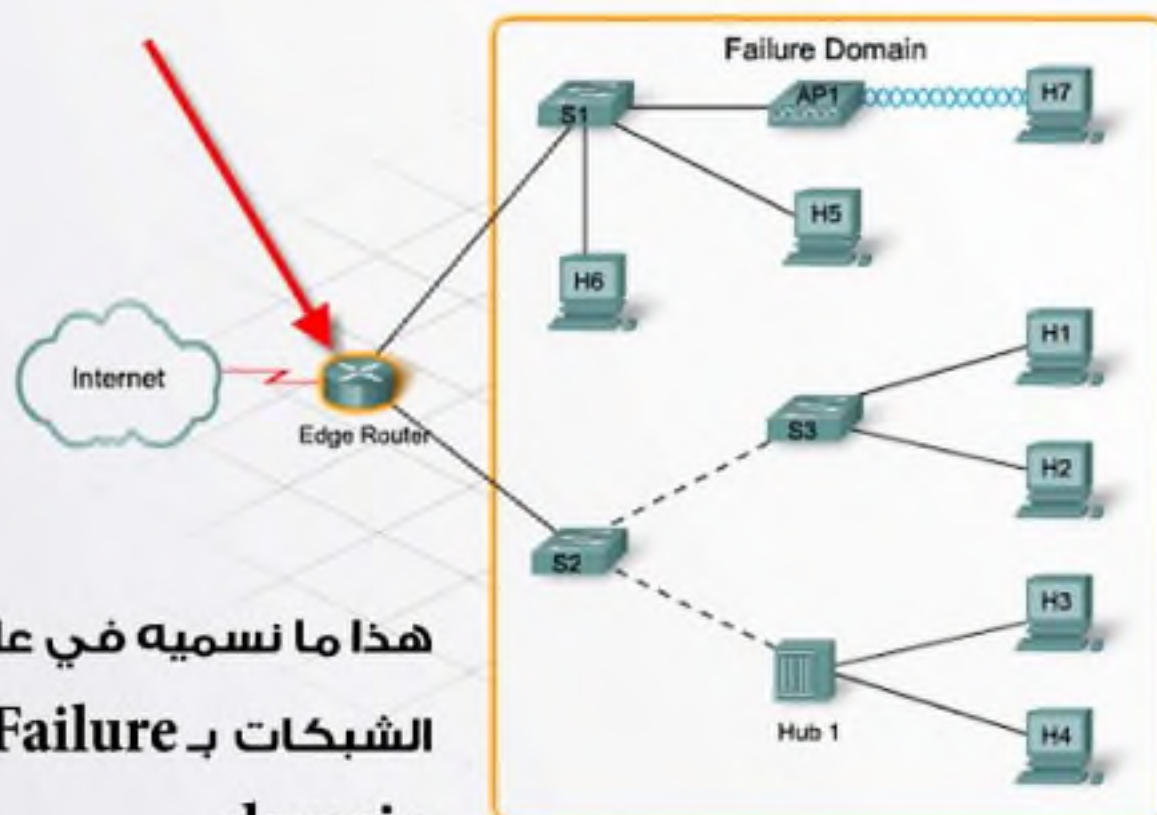 Failure Domain
S1
AP1
H7
H5
H6
H1
Internet
Edge Router
S3
H2
S2
H3
Hub 1
H4
هذا ما نسميه في
الشبكات بـ Failure